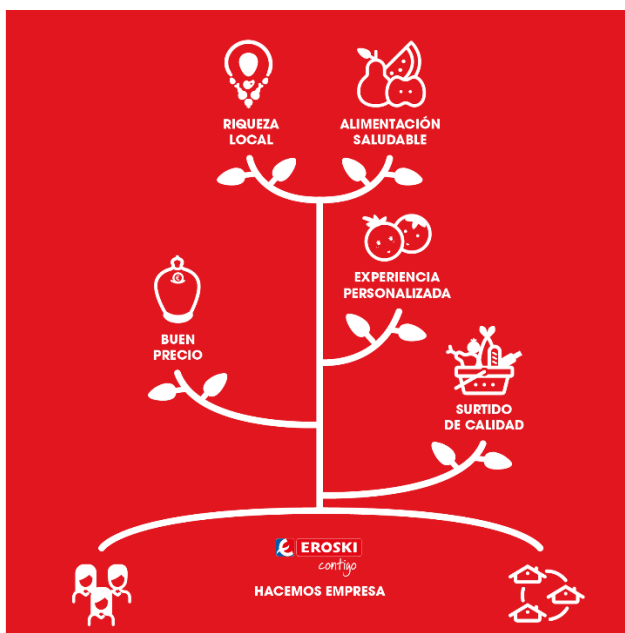 RIQUEZA
LOCAL
ALIMENTACIÓN
SALUDABLE
EXPERIENCIA
PERSONALIZADA
BUEN
PRECIO
SURTIDO
DE CALIDAD
EROSKI
contigo
HACEMOS EMPRESA